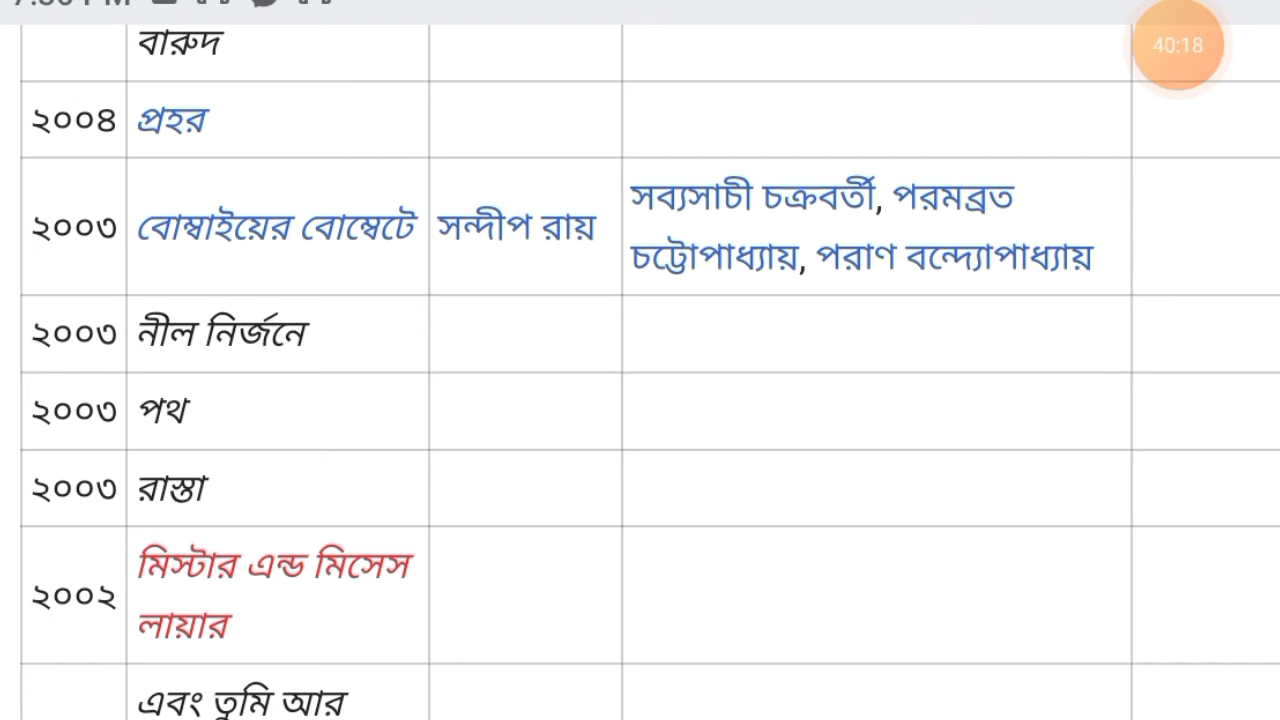 40:18
বারুদ
২০০৪ প্রহর
২০০৩ বোম্বাইয়ের বোম্বেটে সন্দীপ রায় সব্যসাচী চক্রবর্তী, পরমব্রত
চট্টোপাধ্যায়, পরাণ বন্দ্যোপাধ্যায়
২০০৩ নীল নির্জনে
২০০৩ পথ
২০০৩ রাস্তা
২০০২ মিস্টার এন্ড মিসেস
লায়ার
এবং তুমি আর